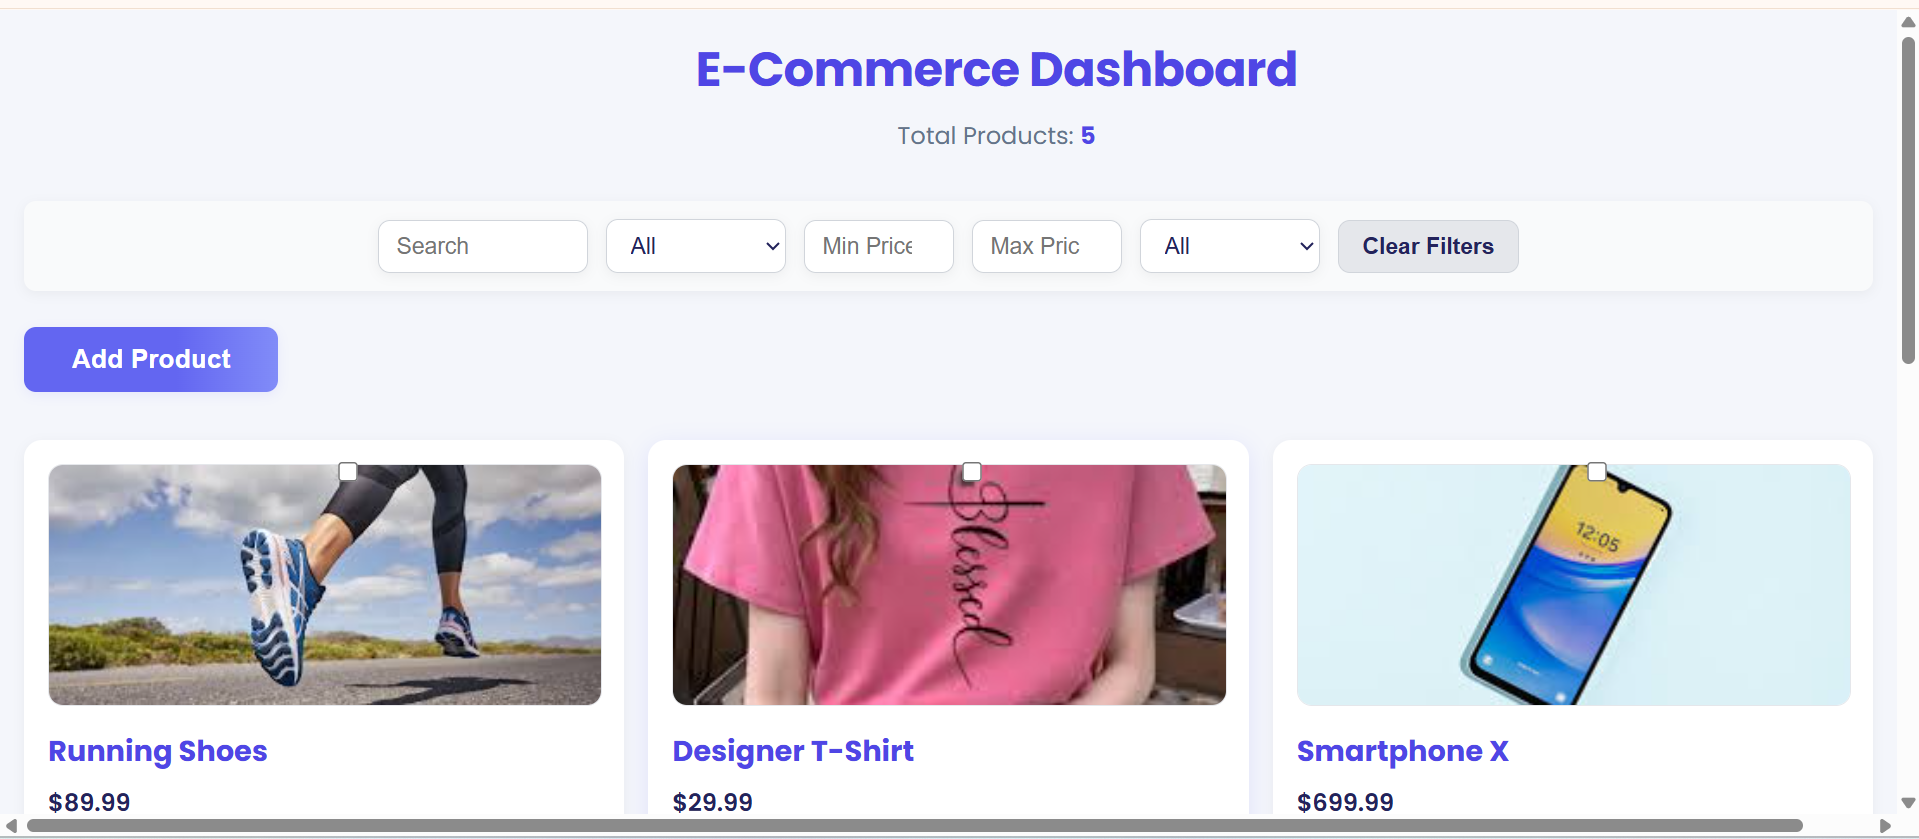 E-Commerce Dashboard
Total Products: 5
Search All Min Price Max Pric All Clear Filters
Add Product
Blessed
12:05
Running Shoes Designer T-Shirt Smartphone X
$89.99 $29.99 $699.99